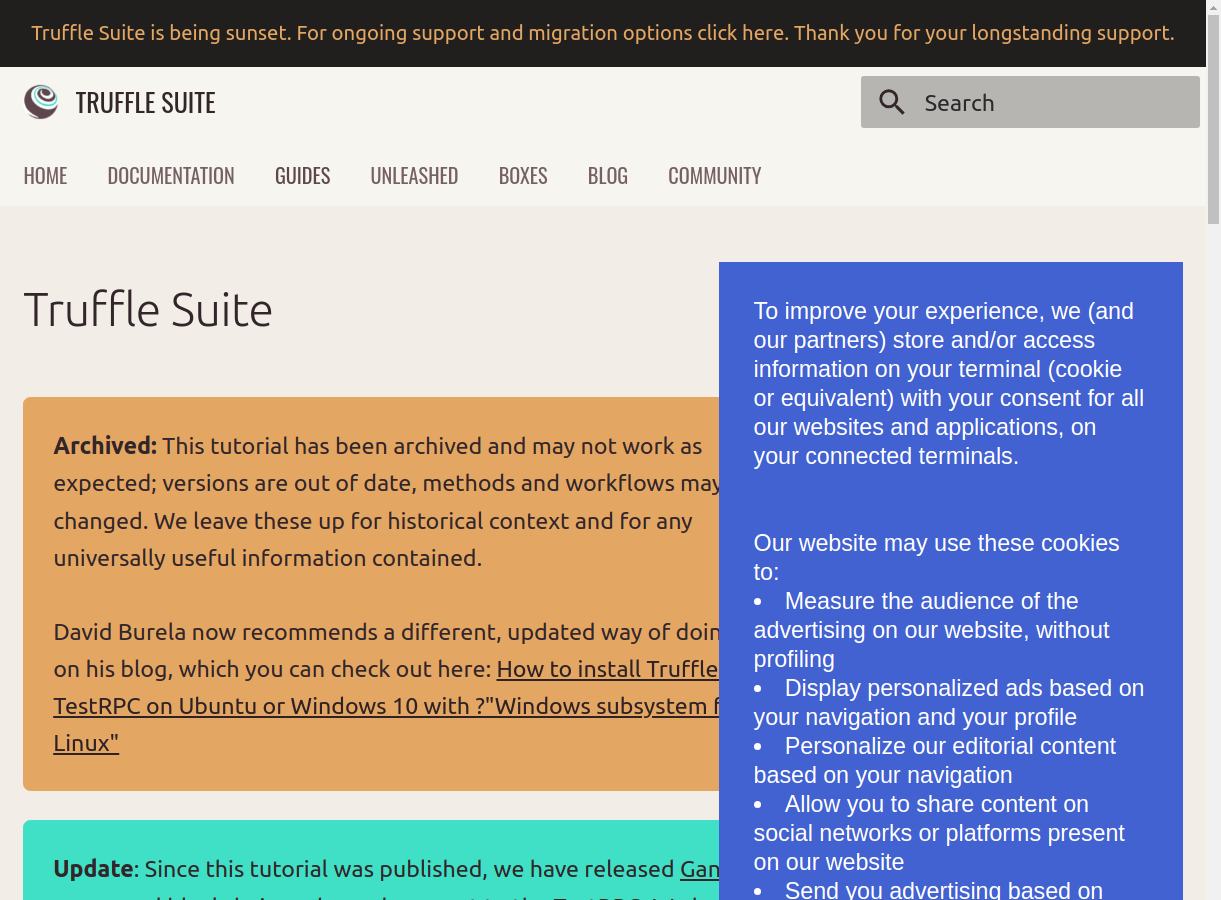 Truffle Suite is being sunset. For ongoing support and migration options click here. Thank you for your longstanding support.
TRUFFLE SUITE
Search
HOME DOCUMENTATION GUIDES UNLEASHED BOXES BLOG COMMUNITY
Truffle Suite
Archived: This tutorial has been archived and may not work as
expected; versions are out of date, methods and workflows may
changed. We leave these up for historical context and for any
universally useful information contained.
David Burela now recommends a different, updated way of doin
on his blog, which you can check out here: How to install Truffle
TestRPC on Ubuntu or Windows 10 with ?"Windows subsystem f
Linux"
Update: Since this tutorial was published, we have released Gan
To improve your experience, we (and
our partners) store and/or access
information on your terminal (cookie
or equivalent) with your consent for all
our websites and applications, on
your connected terminals.
Our website may use these cookies
to:
• Measure the audience of the
advertising on our website, without
profiling
• Display personalized ads based on
your navigation and your profile
• Personalize our editorial content
based on your navigation
• Allow you to share content on
social networks or platforms present
on our website
• Send you advertising based on